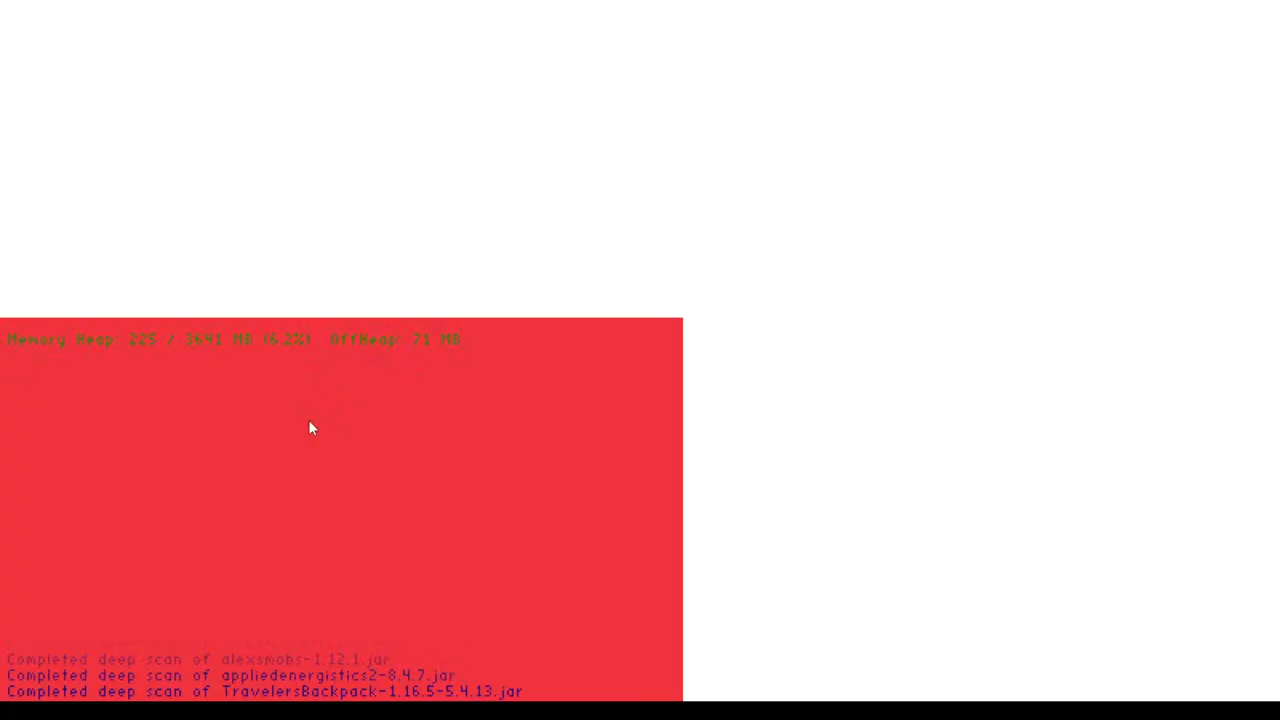 Memory Heap: 225 / 3641 MB (6.2%) OffHeap: 71 MB
Completed deep scan of alexsmobs-1.12.1.jar
Completed deep scan of appliedenergistics2-8.4.7.jar
Completed deep scan of TravelersBackpack-1.16.5-5.4.13.jar